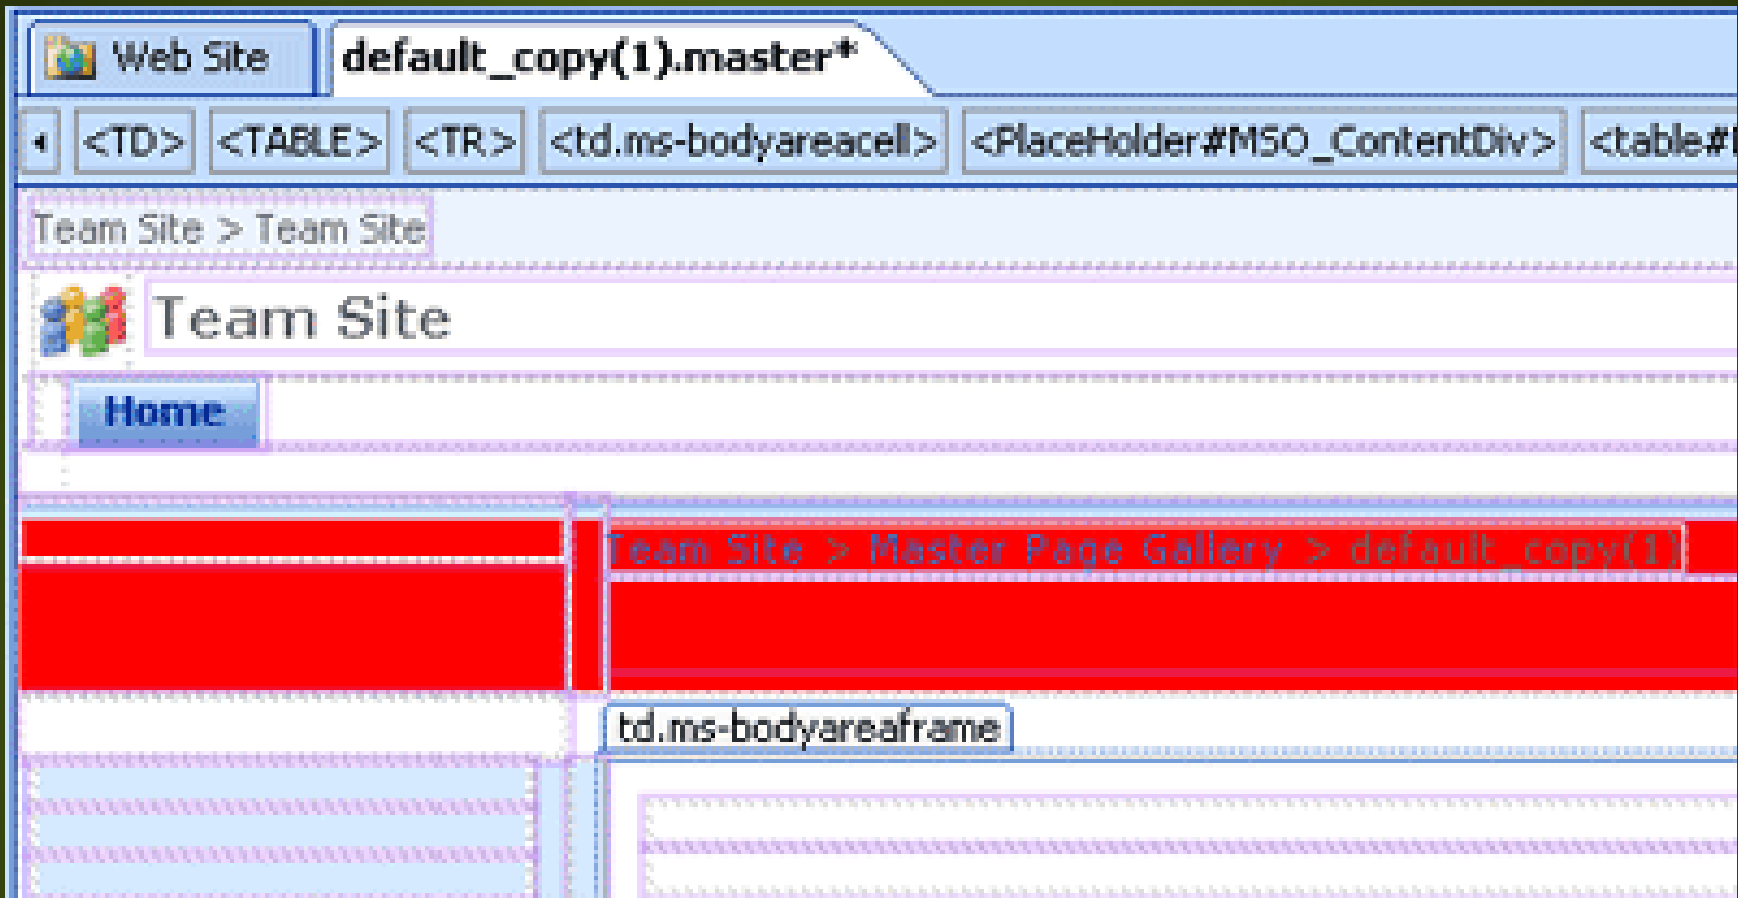 Web Site default_copy(1).master*
<TD> <TABLE> <TR> <td.ms-bodyareacell> <PlaceHolder#MSO_ContentDiv> <table#
Team Site > Team Site
Team Site
Home
Team Site > Master Page Gallery > default_copy(1)
td.ms-bodyareaframe